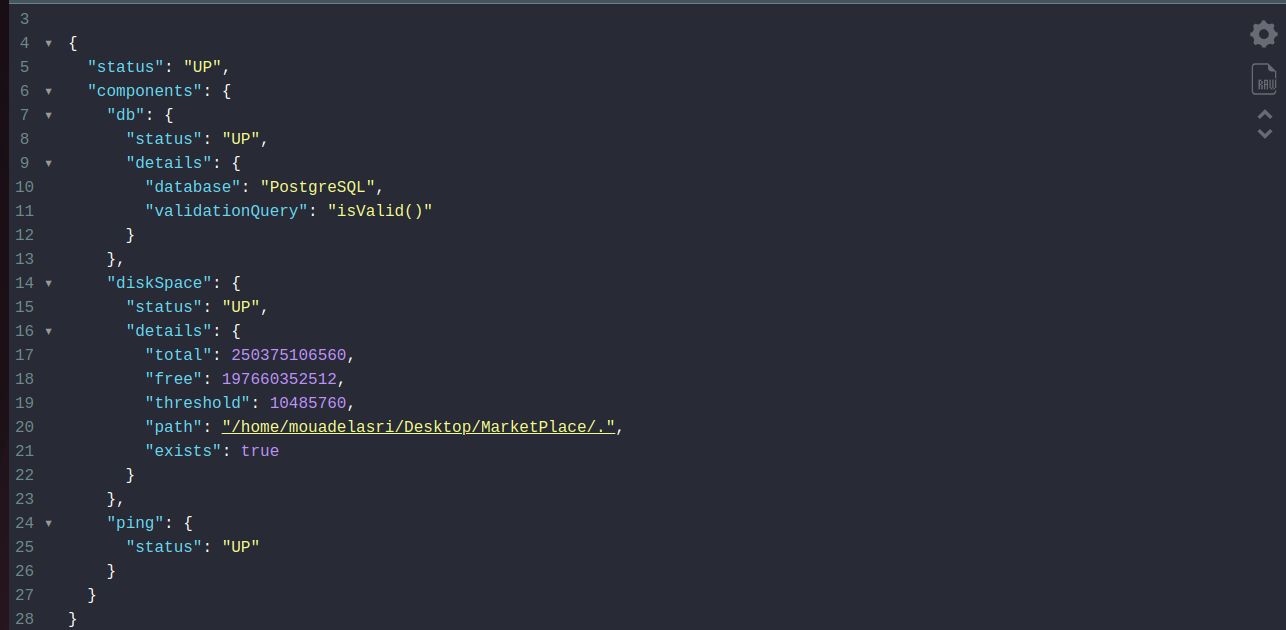 3
4 ▾ {
5 "status": "UP",
6 ▾ "components": {
7 ▾ "db": {
8 "status": "UP",
9 ▾ "details": {
10 "database": "PostgreSQL",
11 "validationQuery": "isValid()"
12 }
13 },
14 ▾ "diskSpace": {
15 "status": "UP",
16 ▾ "details": {
17 "total": 250375106560,
18 "free": 197660352512,
19 "threshold": 10485760,
20 "path": "/home/mouadelasri/Desktop/MarketPlace/.",
21 "exists": true
22 }
23 },
24 ▾ "ping": {
25 "status": "UP"
26 }
27 }
28 }
RAW